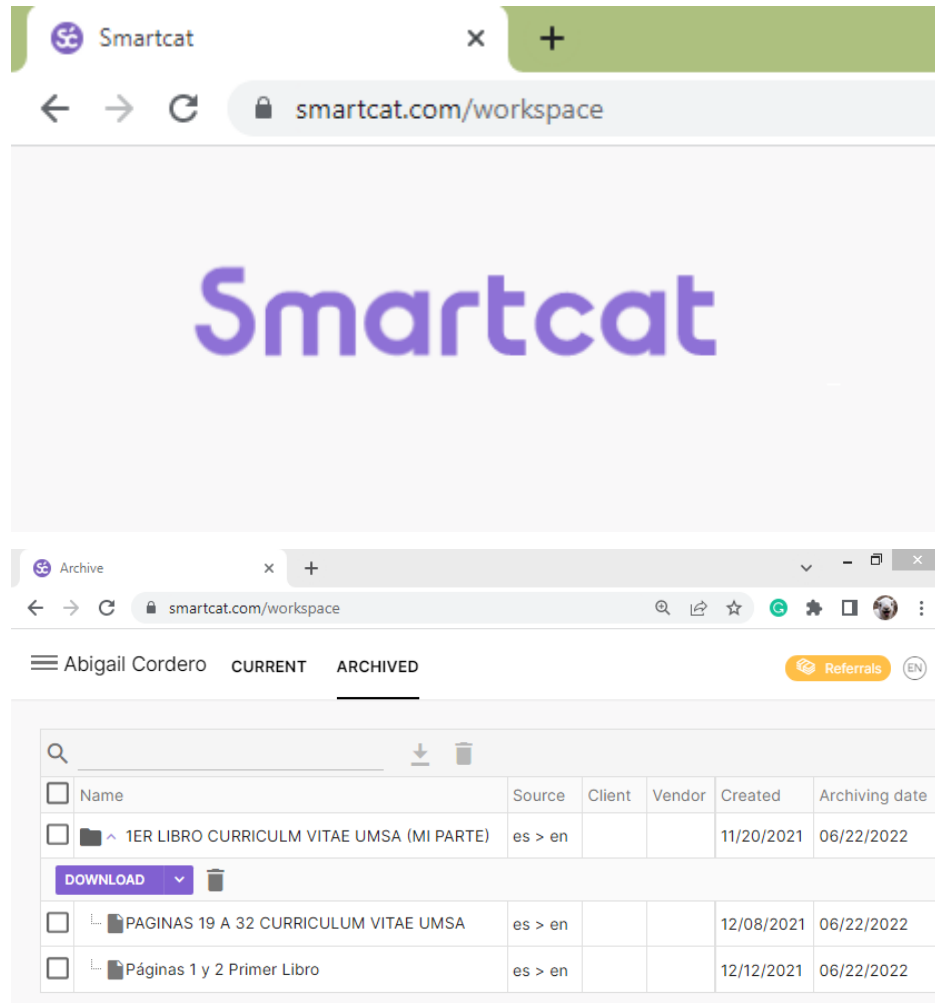 Smartcat
smartcat.com/workspace
Smartcat
Archive
smartcat.com/workspace
Abigail Cordero CURRENT ARCHIVED Referrals EN
Name Source Client Vendor Created Archiving date
1ER LIBRO CURRICULM VITAE UMSA (MI PARTE) es > en 11/20/2021 06/22/2022
DOWNLOAD
PAGINAS 19 A 32 CURRICULUM VITAE UMSA es > en 12/08/2021 06/22/2022
Páginas 1 y 2 Primer Libro es > en 12/12/2021 06/22/2022